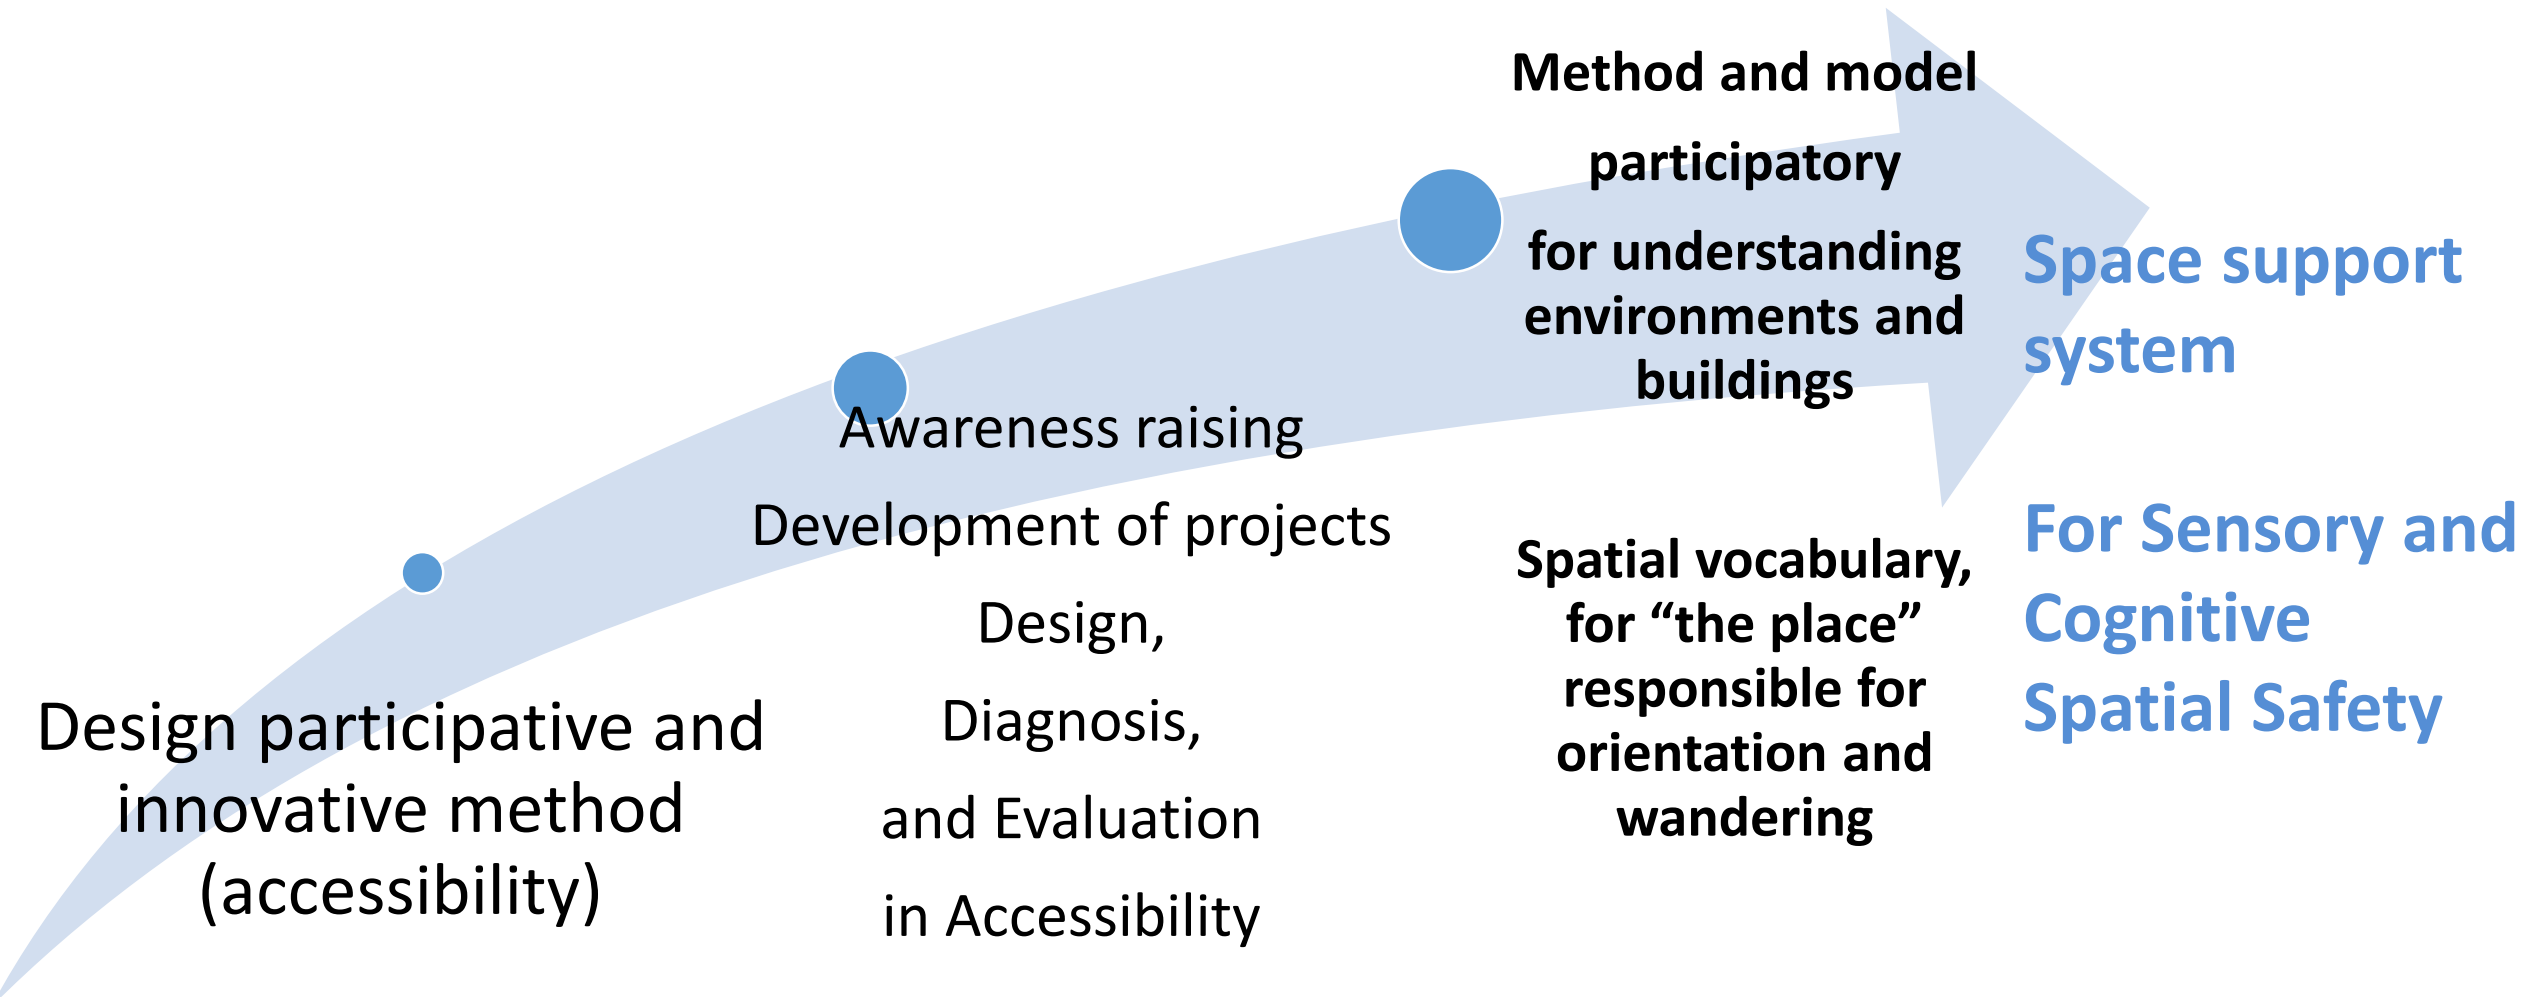 Design participative and
innovative method
(accessibility)
Awareness raising
Development of projects
Design,
Diagnosis,
and Evaluation
in Accessibility
Method and model
participatory
for understanding
environments and
buildings
Spatial vocabulary,
for “the place”
responsible for
orientation and
wandering
Space support
system
For Sensory and
Cognitive
Spatial Safety